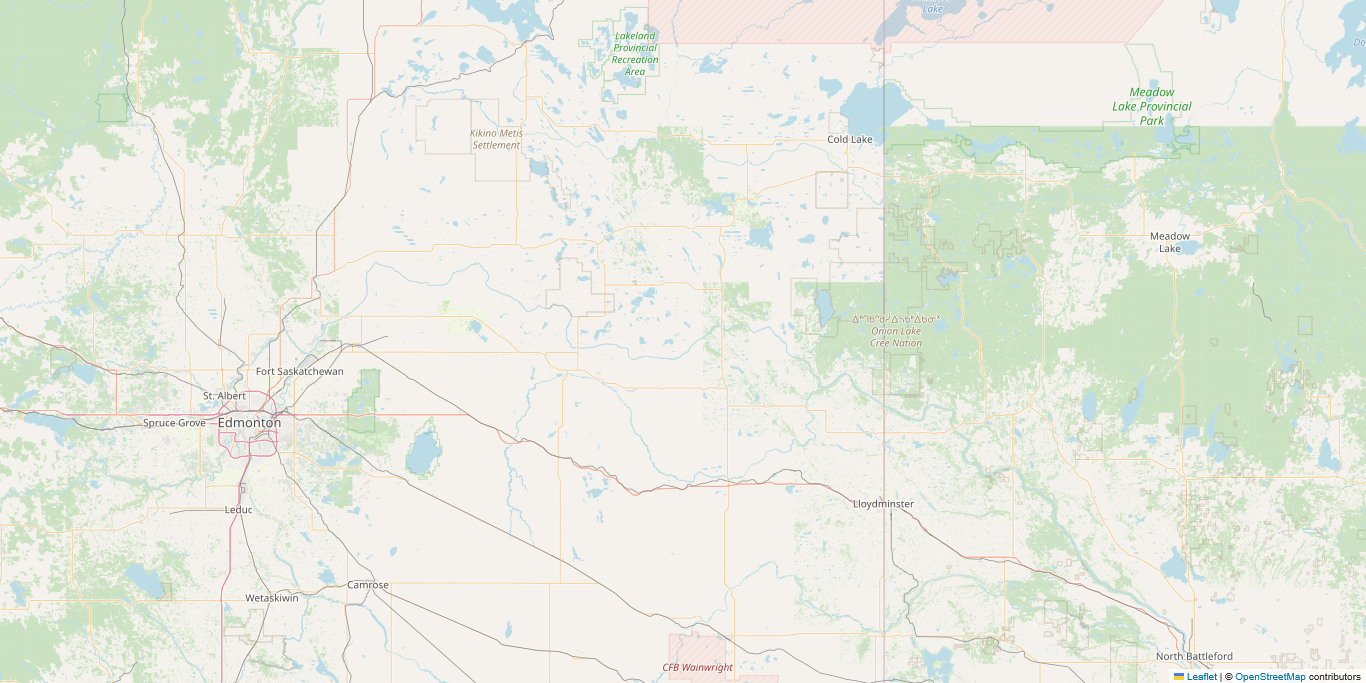 Lake
Lakeland
Provincial
Recreation
Area
Meadow
Lake Provincial
Park
Kikino Metis
Settlement
Cold Lake
Meadow
Lake
Onion Lake
Cree Nation
Fort Saskatchewan
St. Albert
Spruce Grove
Edmonton
Leduc
Lloydminster
Camrose
Wetaskiwin
North Battleford
CFB Wainwright
Leaflet | © OpenStreetMap contributors